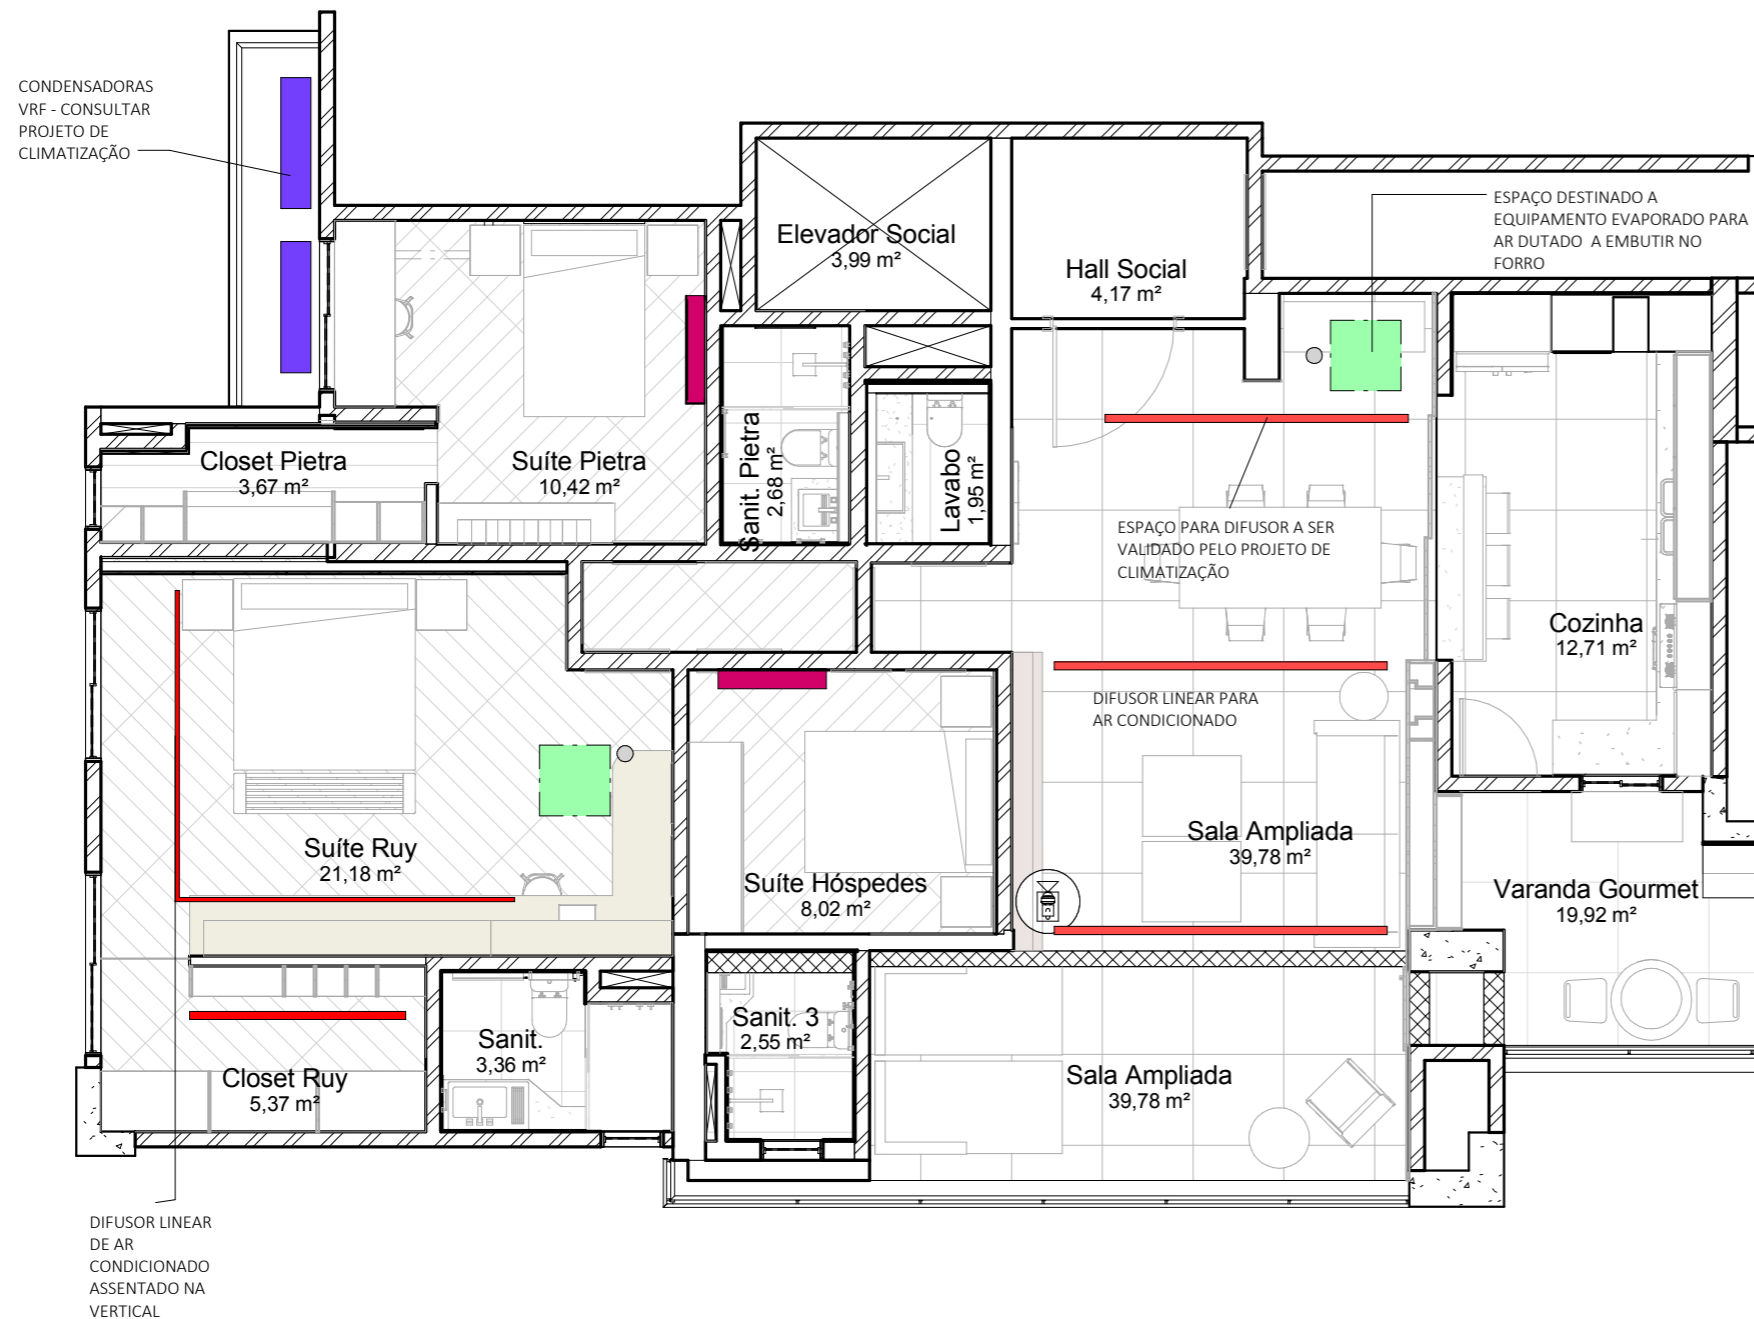 CONDENSADORAS
VRF - CONSULTAR
PROJETO DE
CLIMATIZAÇÃO
ESPAÇO DESTINADO A
EQUIPAMENTO EVAPORADO PARA
AR DUTADO A EMBUTIR NO
FORRO
Elevador Social
3,99 m²
Hall Social
4,17 m²
Closet Pietra
3,67 m²
Suíte Pietra
10,42 m²
Sanit. Pietra
2,68 m²
Lavabo
1,95 m²
ESPAÇO PARA DIFUSOR A SER
VALIDADO PELO PROJETO DE
CLIMATIZAÇÃO
Cozinha
12,71 m²
DIFUSOR LINEAR PARA
AR CONDICIONADO
Suíte Ruy
21,18 m²
Suíte Hóspedes
8,02 m²
Sala Ampliada
39,78 m²
Varanda Gourmet
19,92 m²
Sanit.
3,36 m²
Sanit. 3
2,55 m²
Closet Ruy
5,37 m²
Sala Ampliada
39,78 m²
DIFUSOR LINEAR
DE AR
CONDICIONADO
ASSENTADO NA
VERTICAL